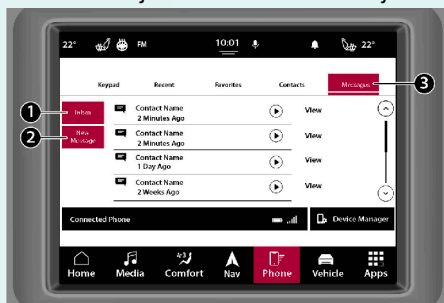 22° FM 10:01 22°
Keypad Recent Favorites Contacts Messages
3
1
Inbox
Contact Name
2 Minutes Ago
View
2
New
Message
Contact Name
2 Minutes Ago
View
Contact Name
1 Day Ago
View
Contact Name
2 Weeks Ago
View
Connected Phone Device Manager
Home Media Comfort Nav Phone Vehicle Apps